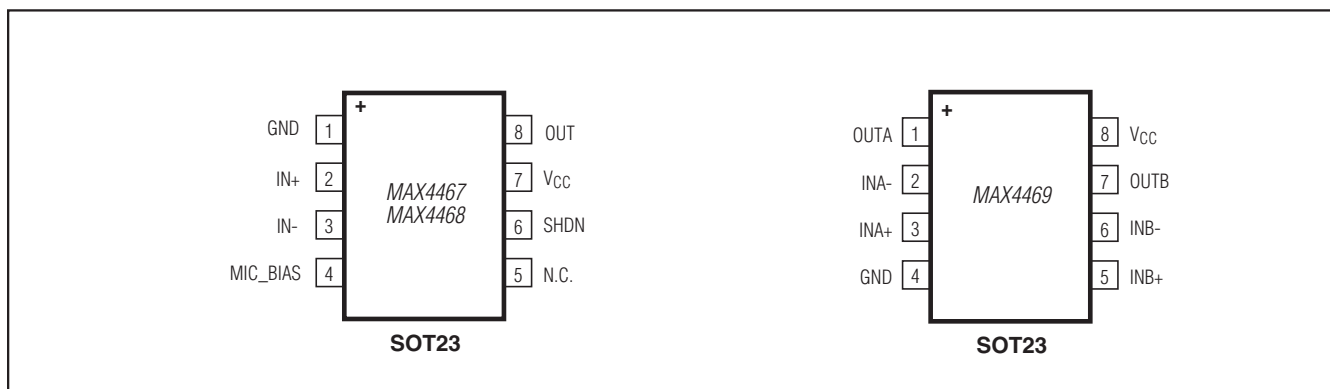 +
GND 1
IN+ 2
IN- 3
MIC_BIAS 4
8 OUT
7 VCC
6 SHDN
5 N.C.
MAX4467
MAX4468
SOT23
+
OUTA 1
INA- 2
INA+ 3
GND 4
8 VCC
7 OUTB
6 INB-
5 INB+
MAX4469
SOT23